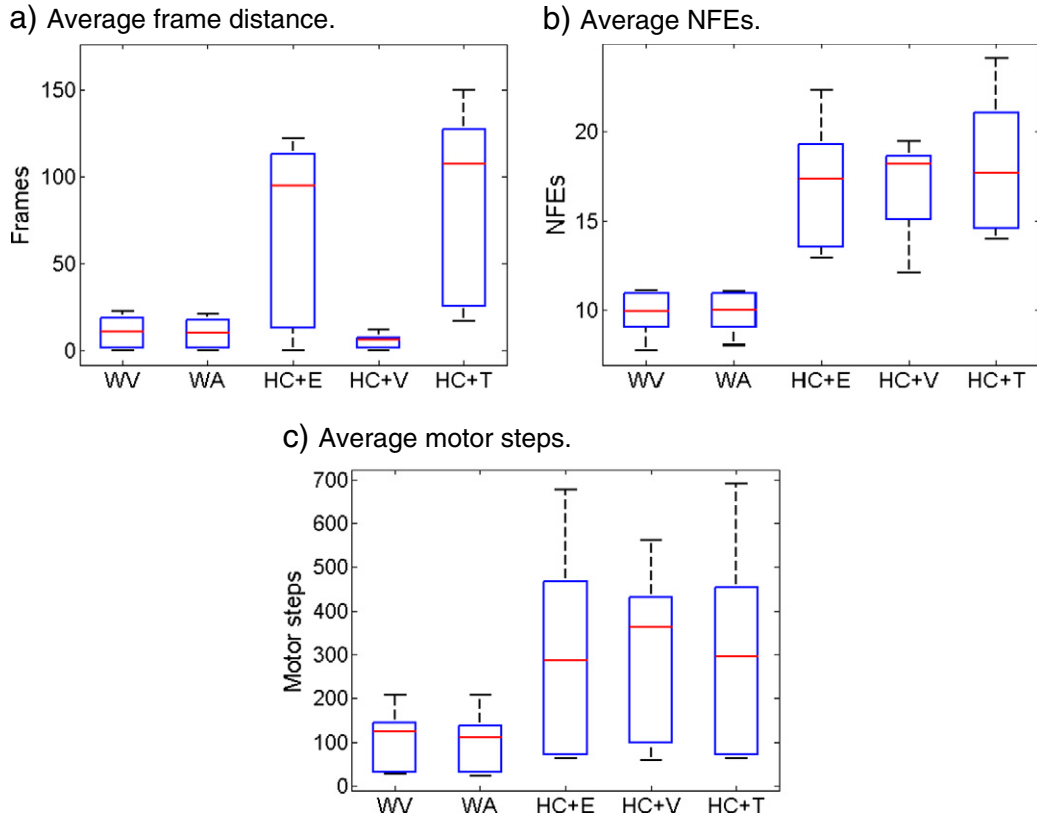 a) Average frame distance.
150
100
50
0
Frames
WV WA HC+E HC+V HC+T
b) Average NFEs.
20
15
10
NFEs
WV WA HC+E HC+V HC+T
c) Average motor steps.
700
600
500
400
300
200
100
0
Motor steps
WV WA HC+E HC+V HC+T